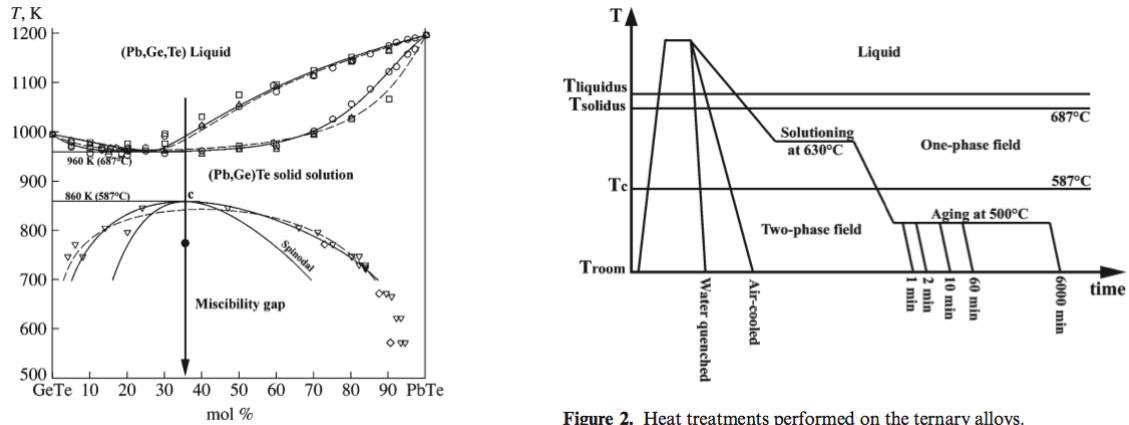 T, K
1200
1100
1000
900
800
700
600
500
(Pb,Ge,Te) Liquid
960 K (687°C)
(Pb,Ge)Te solid solution
860 K (587°C)
c
Spinodal
Miscibility gap
GeTe 10 20 30 40 50 60 70 80 90 PbTe
mol %
T
Liquid
Tliquidus
Tsolidus
687°C
Solutioning
at 630°C
One-phase field
Tc
587°C
Two-phase field
Aging at 500°C
Troom
time
Water quenched
Air-cooled
1 min
2 min
10 min
60 min
6000 min
Figure 2. Heat treatments performed on the ternary alloys.